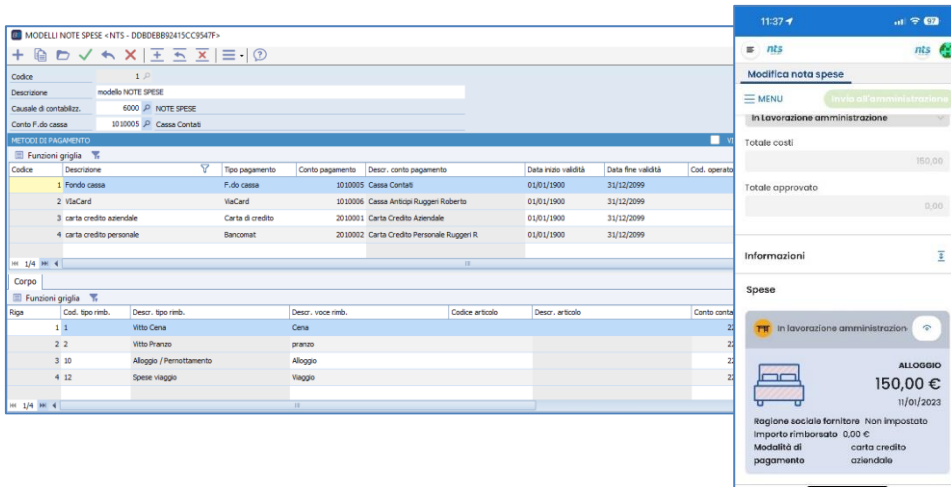 MODELLI NOTE SPESE <NTS - DDBDEBB92415CC9547F>
Codice 1
Descrizione modello NOTE SPESE
Causale di contabilizz. 6000 NOTE SPESE
Conto F.do cassa 1010005 Cassa Contati
METODI DI PAGAMENTO VI
Funzioni griglia
Codice Descrizione Tipo pagamento Conto pagamento Descr. conto pagamento Data inizio validità Data fine validità Cod. operato
1 Fondo cassa F.do cassa 1010005 Cassa Contati 01/01/1900 31/12/2099
2 VIaCard ViaCard 1010006 Cassa Anticipi Ruggeri Roberto 01/01/1900 31/12/2099
3 carta credito aziendale Carta di credito 2010001 Carta Credito Aziendale 01/01/1900 31/12/2099
4 carta credito personale Bancomat 2010002 Carta Credito Personale Ruggeri R 01/01/1900 31/12/2099
1/4
Corpo
Funzioni griglia
Riga Cod. tipo rimb. Descr. tipo rimb. Descr. voce rimb. Codice articolo Descr. articolo Conto conta
1 1 Vitto Cena Cena 22
2 2 Vitto Pranzo pranzo 22
3 10 Alloggio / Pernottamento Alloggio 22
4 12 Spese viaggio Viaggio 22
1/4
11:37 97
nts nts
Modifica nota spese
MENU Invio all'amministrazione
In Lavorazione amministrazione
Totale costi
150,00
Totale approvato
0,00
Informazioni
Spese
In lavorazione amministrazion
ALLOGGIO
150,00 €
11/01/2023
Ragione sociale fornitore Non impostato
Importo rimborsato 0,00 €
Modalità di carta credito
pagamento aziendale